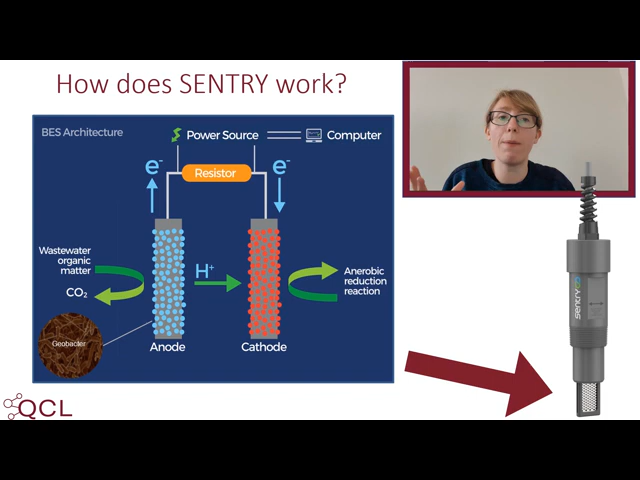 How does SENTRY work?
BES Architecture
Power Source
Computer
e-
Resistor
e-
Wastewater
organic
matter
CO₂
H+
Anerobic
reduction
reaction
Geobacter
Anode
Cathode
sentry
QCL